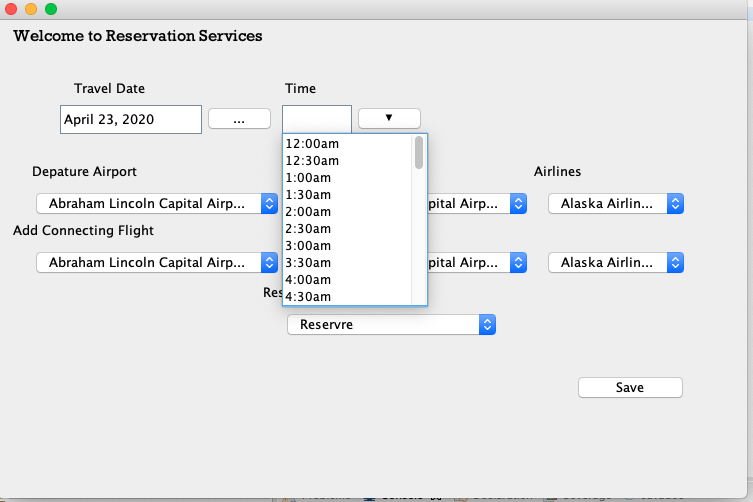 Welcome to Reservation Services
Travel Date Time
April 23, 2020 ... ▼
12:00am
12:30am
Depature Airport Airlines
1:00am
1:30am
Abraham Lincoln Capital Airp... pital Airp... Alaska Airlin...
2:00am
2:30am
Add Connecting Flight
3:00am
3:30am
Abraham Lincoln Capital Airp... pital Airp... Alaska Airlin...
4:00am
4:30am
Res
Reservre
Save